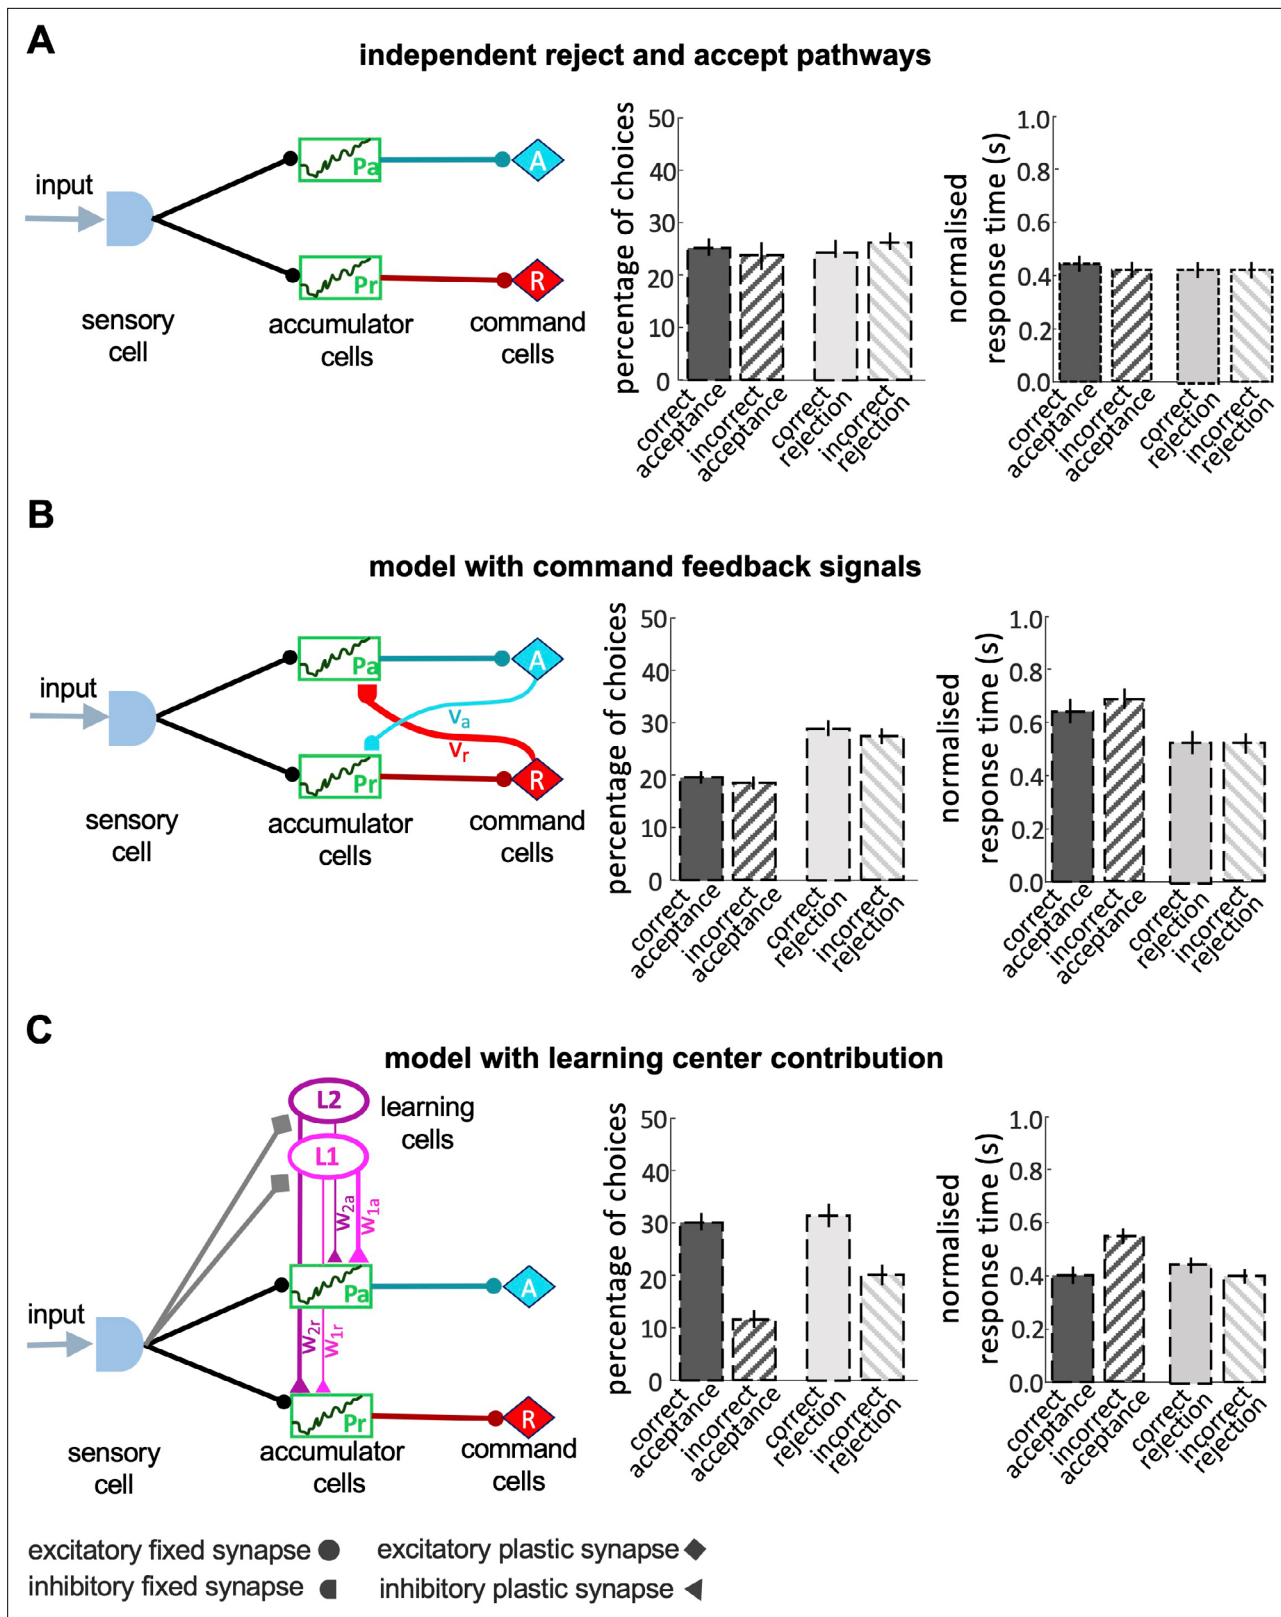 A
independent reject and accept pathways
input
Pa
A
Pr
R
sensory
cell
accumulator
cells
command
cells
percentage of choices
50
40
30
20
10
0
correct
acceptance
incorrect
acceptance
correct
rejection
incorrect
rejection
normalised
response time (s)
1.0
0.8
0.6
0.4
0.2
0.0
correct
acceptance
incorrect
acceptance
correct
rejection
incorrect
rejection
B
model with command feedback signals
input
Pa
A
va
vr
Pr
R
sensory
cell
accumulator
cells
command
cells
percentage of choices
50
40
30
20
10
0
correct
acceptance
incorrect
acceptance
correct
rejection
incorrect
rejection
normalised
response time (s)
1.0
0.8
0.6
0.4
0.2
0.0
correct
acceptance
incorrect
acceptance
correct
rejection
incorrect
rejection
C
model with learning center contribution
L2
learning
cells
L1
w2a
w1a
Pa
A
input
w2r
w1r
Pr
R
sensory
cell
accumulator
cells
command
cells
percentage of choices
50
40
30
20
10
0
correct
acceptance
incorrect
acceptance
correct
rejection
incorrect
rejection
normalised
response time (s)
1.0
0.8
0.6
0.4
0.2
0.0
correct
acceptance
incorrect
acceptance
correct
rejection
incorrect
rejection
excitatory fixed synapse
excitatory plastic synapse
inhibitory fixed synapse
inhibitory plastic synapse